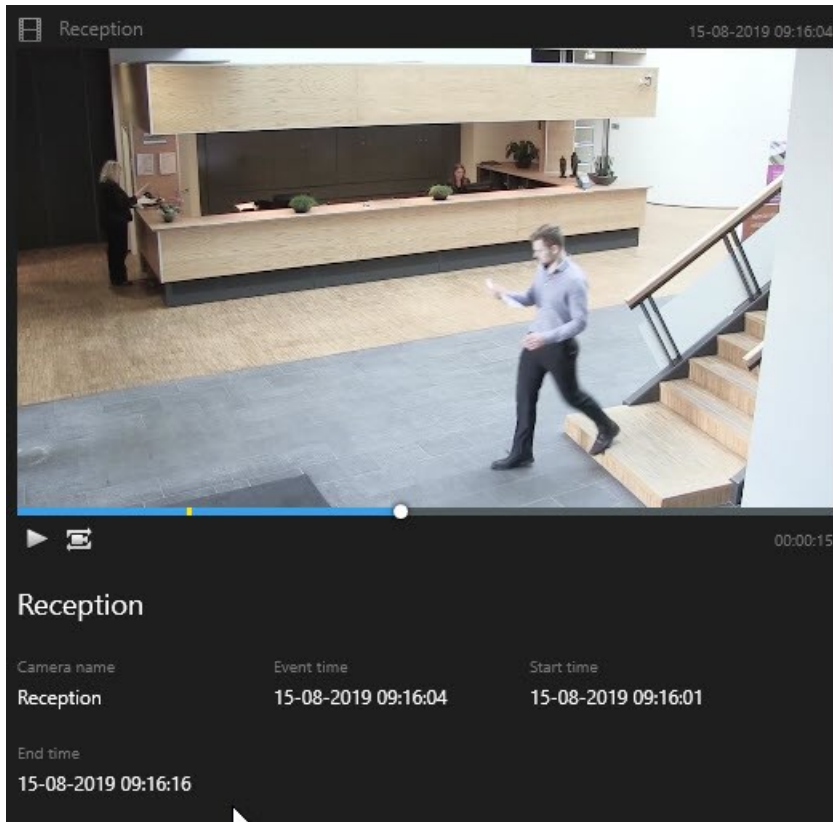 Reception
15-08-2019 09:16:04
00:00:15
Reception
Camera name
Event time
Start time
Reception
15-08-2019 09:16:04
15-08-2019 09:16:01
End time
15-08-2019 09:16:16